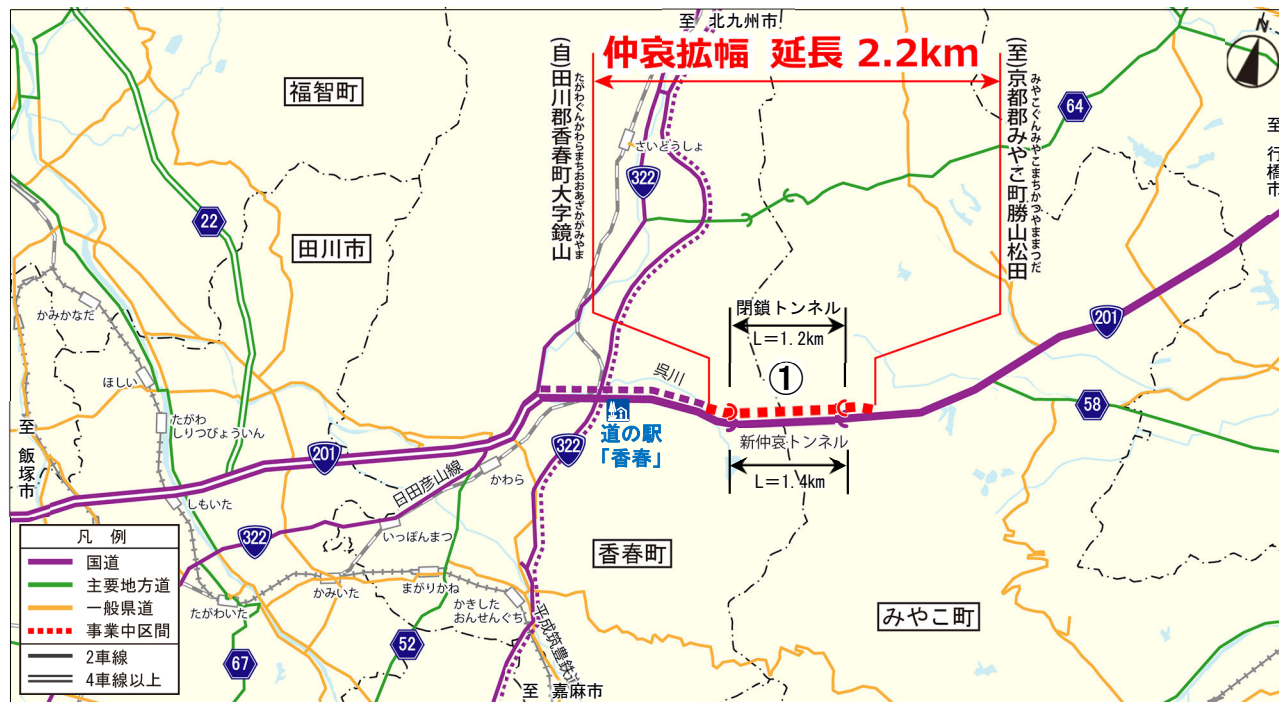 至 北九州市
仲哀拡幅 延長 2.2km
(自)田川郡香春町大字鏡山
たがわぐんかわらまちおおあざかがみやま
(至)京都郡みやこ町勝山松田
みやこぐんみやこまちかつやままつだ
N
福智町
64
至 行橋市
さいどうしょ
322
22
田川市
かみかなだ
閉鎖トンネル
L=1.2km
201
①
呉川
ほしい
58
道の駅
「香春」
新仲哀トンネル
L=1.4km
たがわ
しりつびょういん
至 飯塚市
201
322
日田彦山線
かわら
しもいた
322
いっぽんまつ
香春町
凡 例
国道
主要地方道
一般県道
事業中区間
2車線
4車線以上
かみいた
まがりかね
かきした
おんせんぐち
たがわいた
平成筑豊鉄道
みやこ町
52
67
至 嘉麻市